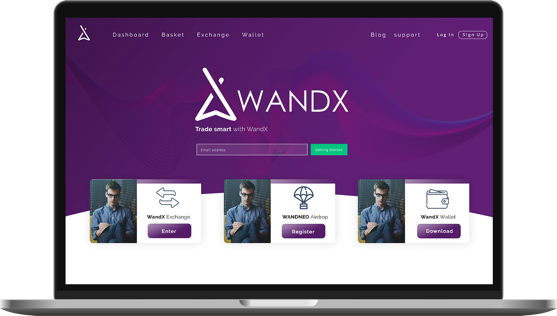 Dashboard Basket Exchange Wallet Blog support Log In Sign Up
WANDX
Trade smart with WandX
Email address Getting Started
WandX Exchange
Enter
WANDNEO Airdrop
Register
WandX Wallet
Download